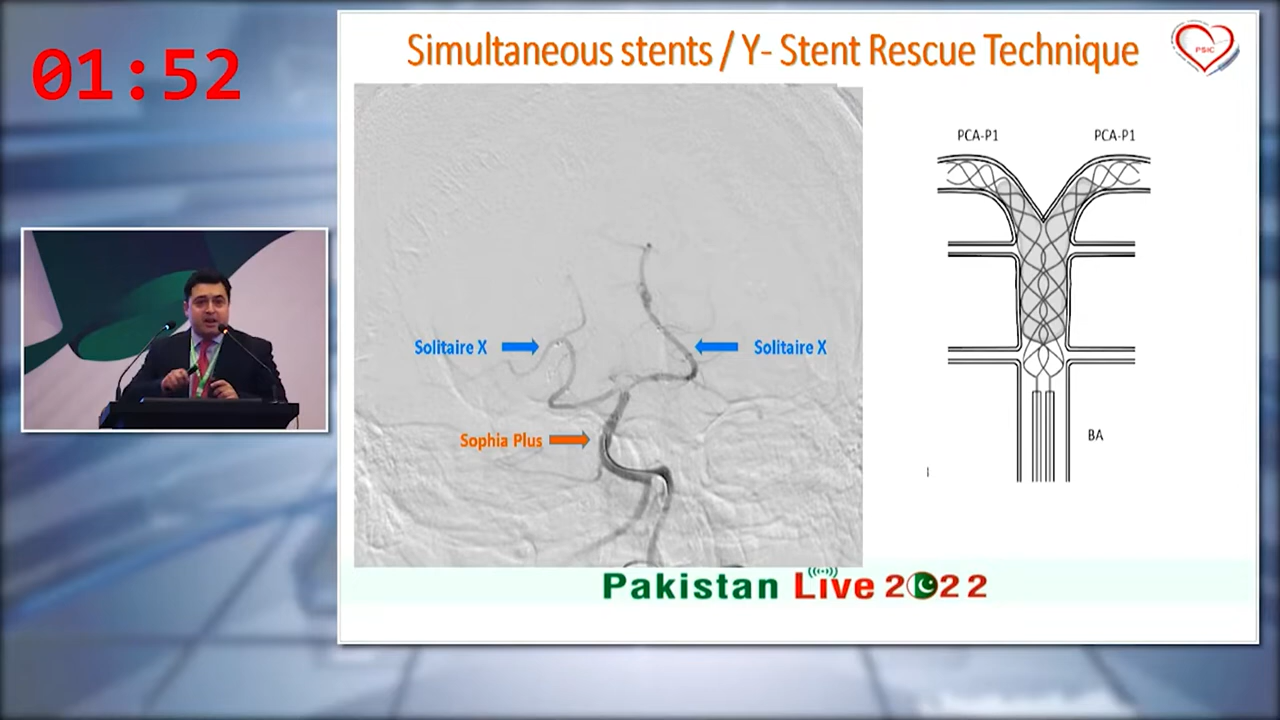 01:52
Simultaneous stents / Y- Stent Rescue Technique
PSIC
PCA-P1
PCA-P1
Solitaire X
Solitaire X
Sophia Plus
BA
Pakistan Live 2022